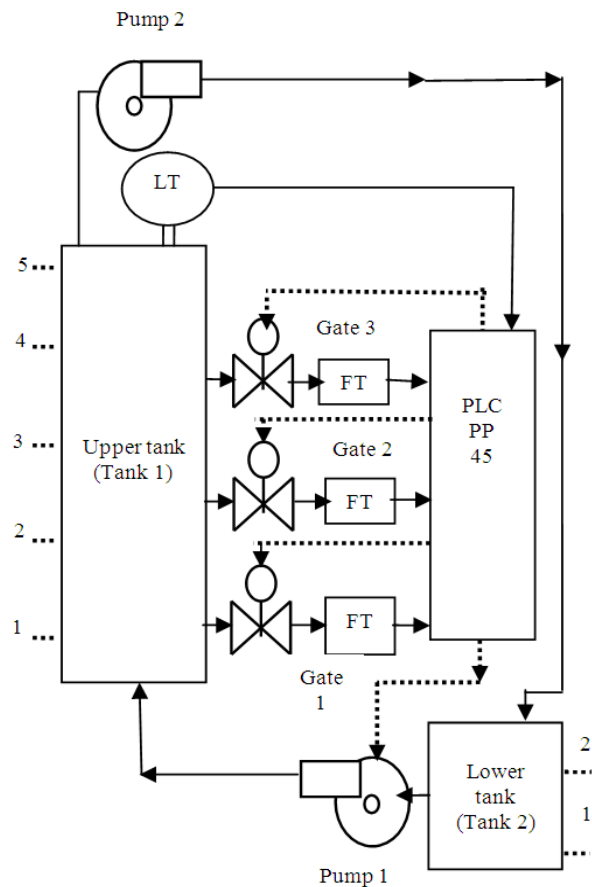 Pump 2
LT
5
4
3
2
1
Upper tank
(Tank 1)
Gate 3
FT
Gate 2
FT
FT
Gate
1
PLC
PP
45
Lower
tank
(Tank 2)
2
1
Pump 1